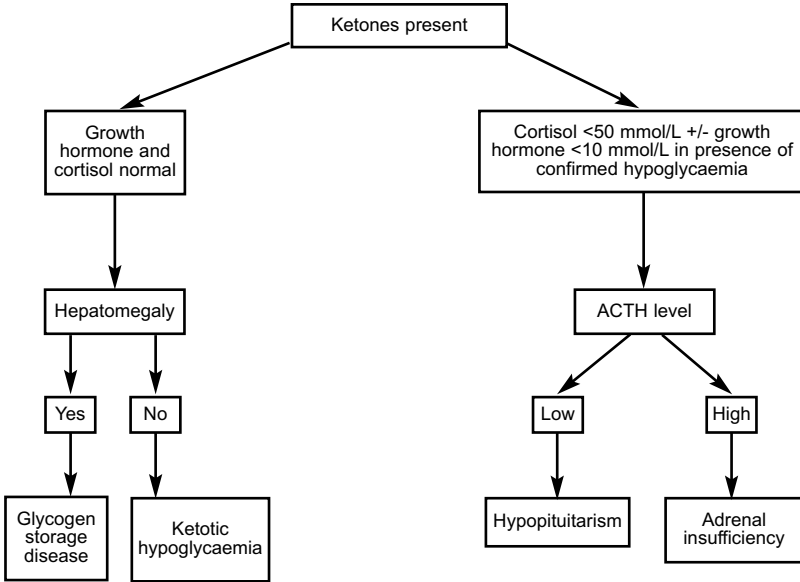 Ketones present
Growth
hormone and
cortisol normal
Cortisol <50 mmol/L +/- growth
hormone <10 mmol/L in presence of
confirmed hypoglycaemia
Hepatomegaly
ACTH level
Yes
No
Low
High
Glycogen
storage
disease
Ketotic
hypoglycaemia
Hypopituitarism
Adrenal
insufficiency